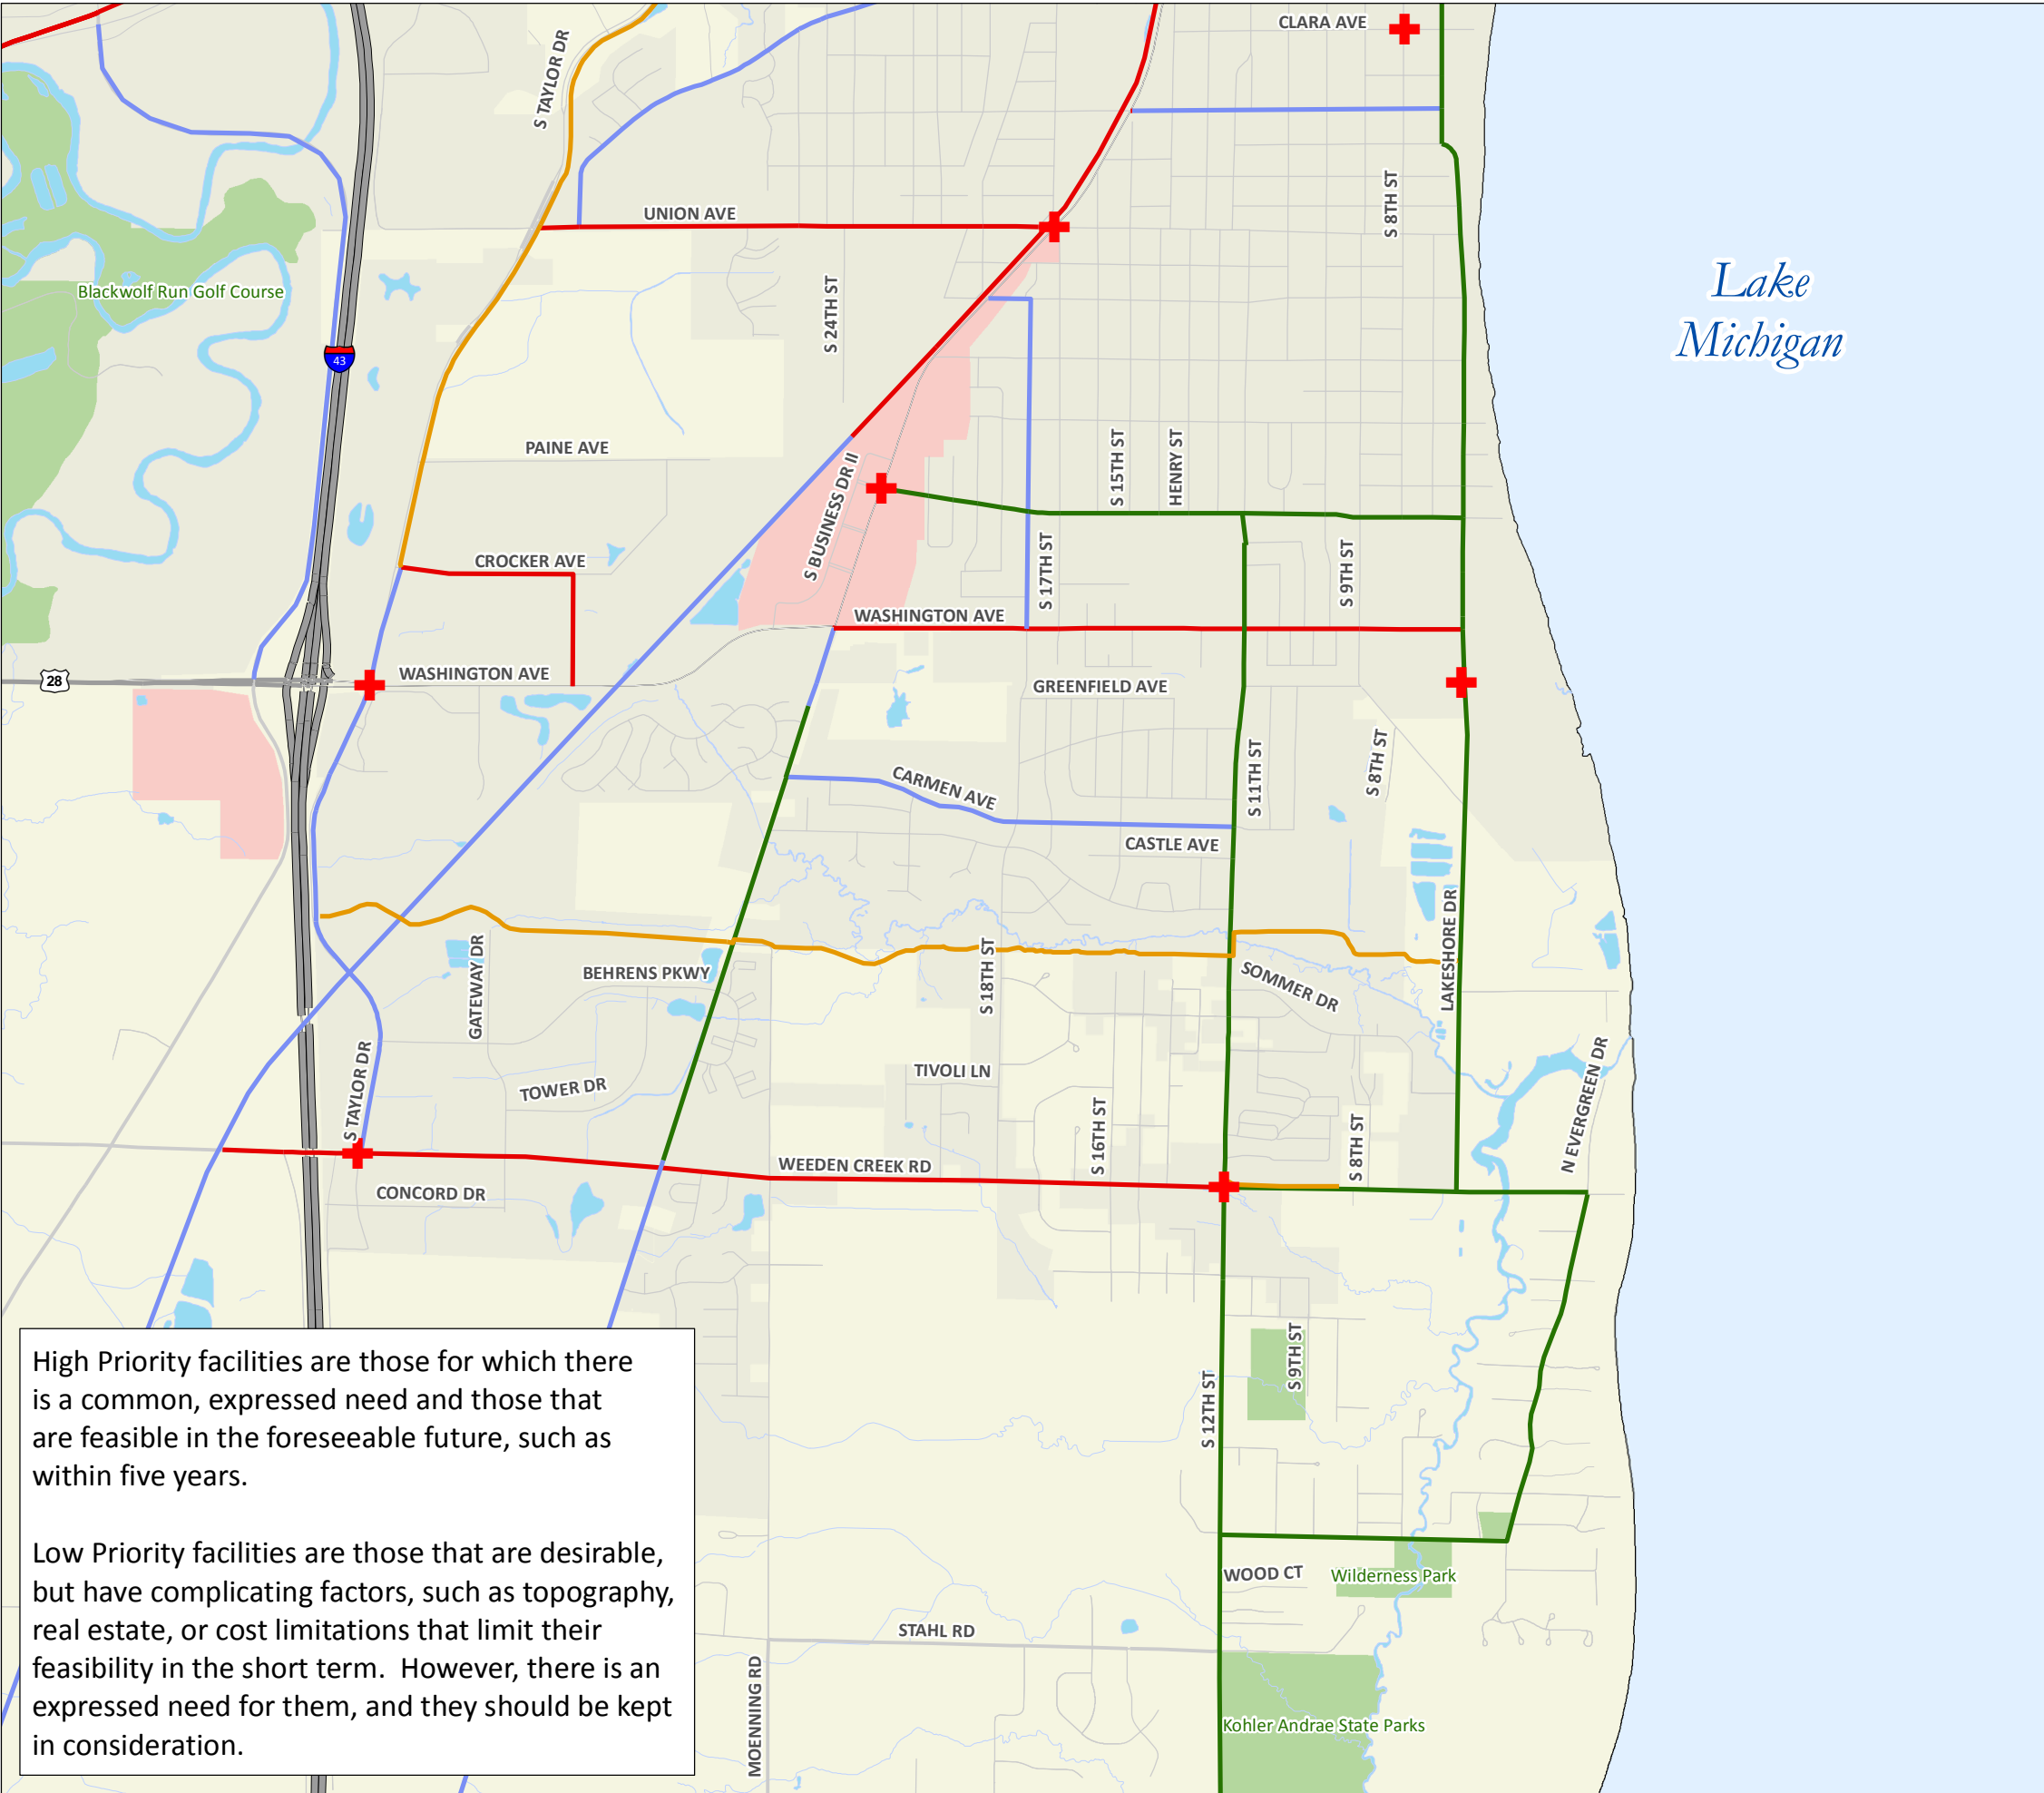 CLARA AVE
S TAYLOR DR
S 8TH ST
UNION AVE
Lake
Michigan
Blackwolf Run Golf Course
S 24TH ST
43
PAINE AVE
S 15TH ST
HENRY ST
S BUSINESS DR II
CROCKER AVE
S 17TH ST
S 9TH ST
WASHINGTON AVE
28
WASHINGTON AVE
GREENFIELD AVE
S 11TH ST
S 8TH ST
CARMEN AVE
CASTLE AVE
LAKESHORE DR
GATEWAY DR
BEHRENS PKWY
S 18TH ST
SOMMER DR
S TAYLOR DR
TOWER DR
TIVOLI LN
N EVERGREEN DR
S 16TH ST
S 8TH ST
WEEDEN CREEK RD
CONCORD DR
S 9TH ST
S 12TH ST
High Priority facilities are those for which there
is a common, expressed need and those that
are feasible in the foreseeable future, such as
within five years.
Low Priority facilities are those that are desirable,
but have complicating factors, such as topography,
real estate, or cost limitations that limit their
feasibility in the short term.  However, there is an
expressed need for them, and they should be kept
in consideration.
WOOD CT
Wilderness Park
STAHL RD
MOENNING RD
Kohler Andrae State Parks